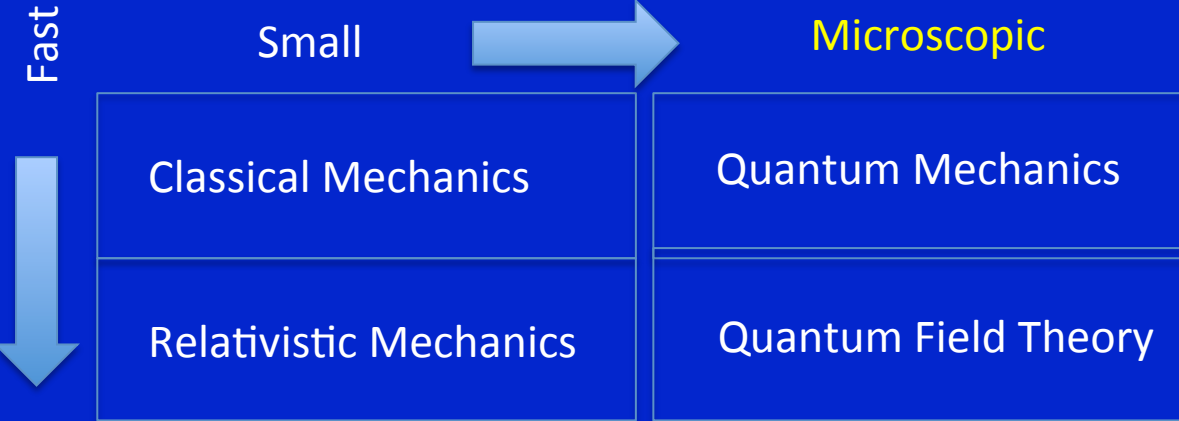 Fast
Small
Microscopic
Classical Mechanics
Quantum Mechanics
Relativistic Mechanics
Quantum Field Theory